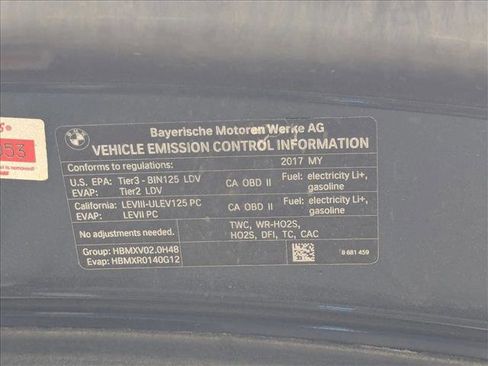 053
BMW
Bayerische Motoren Werke AG
VEHICLE EMISSION CONTROL INFORMATION
Conforms to regulations: 2017 MY
U.S. EPA: Tier3 - BIN125 LDV CA OBD II Fuel: electricity Li+,
EVAP: Tier2 LDV gasoline
California: LEVIII-ULEV125 PC CA OBD II Fuel: electricity Li+,
EVAP: LEVII PC gasoline
No adjustments needed. TWC, WR-HO2S,
HO2S, DFI, TC, CAC
Group: HBMXV02.0H48
Evap: HBMXR0140G12
8 681 459